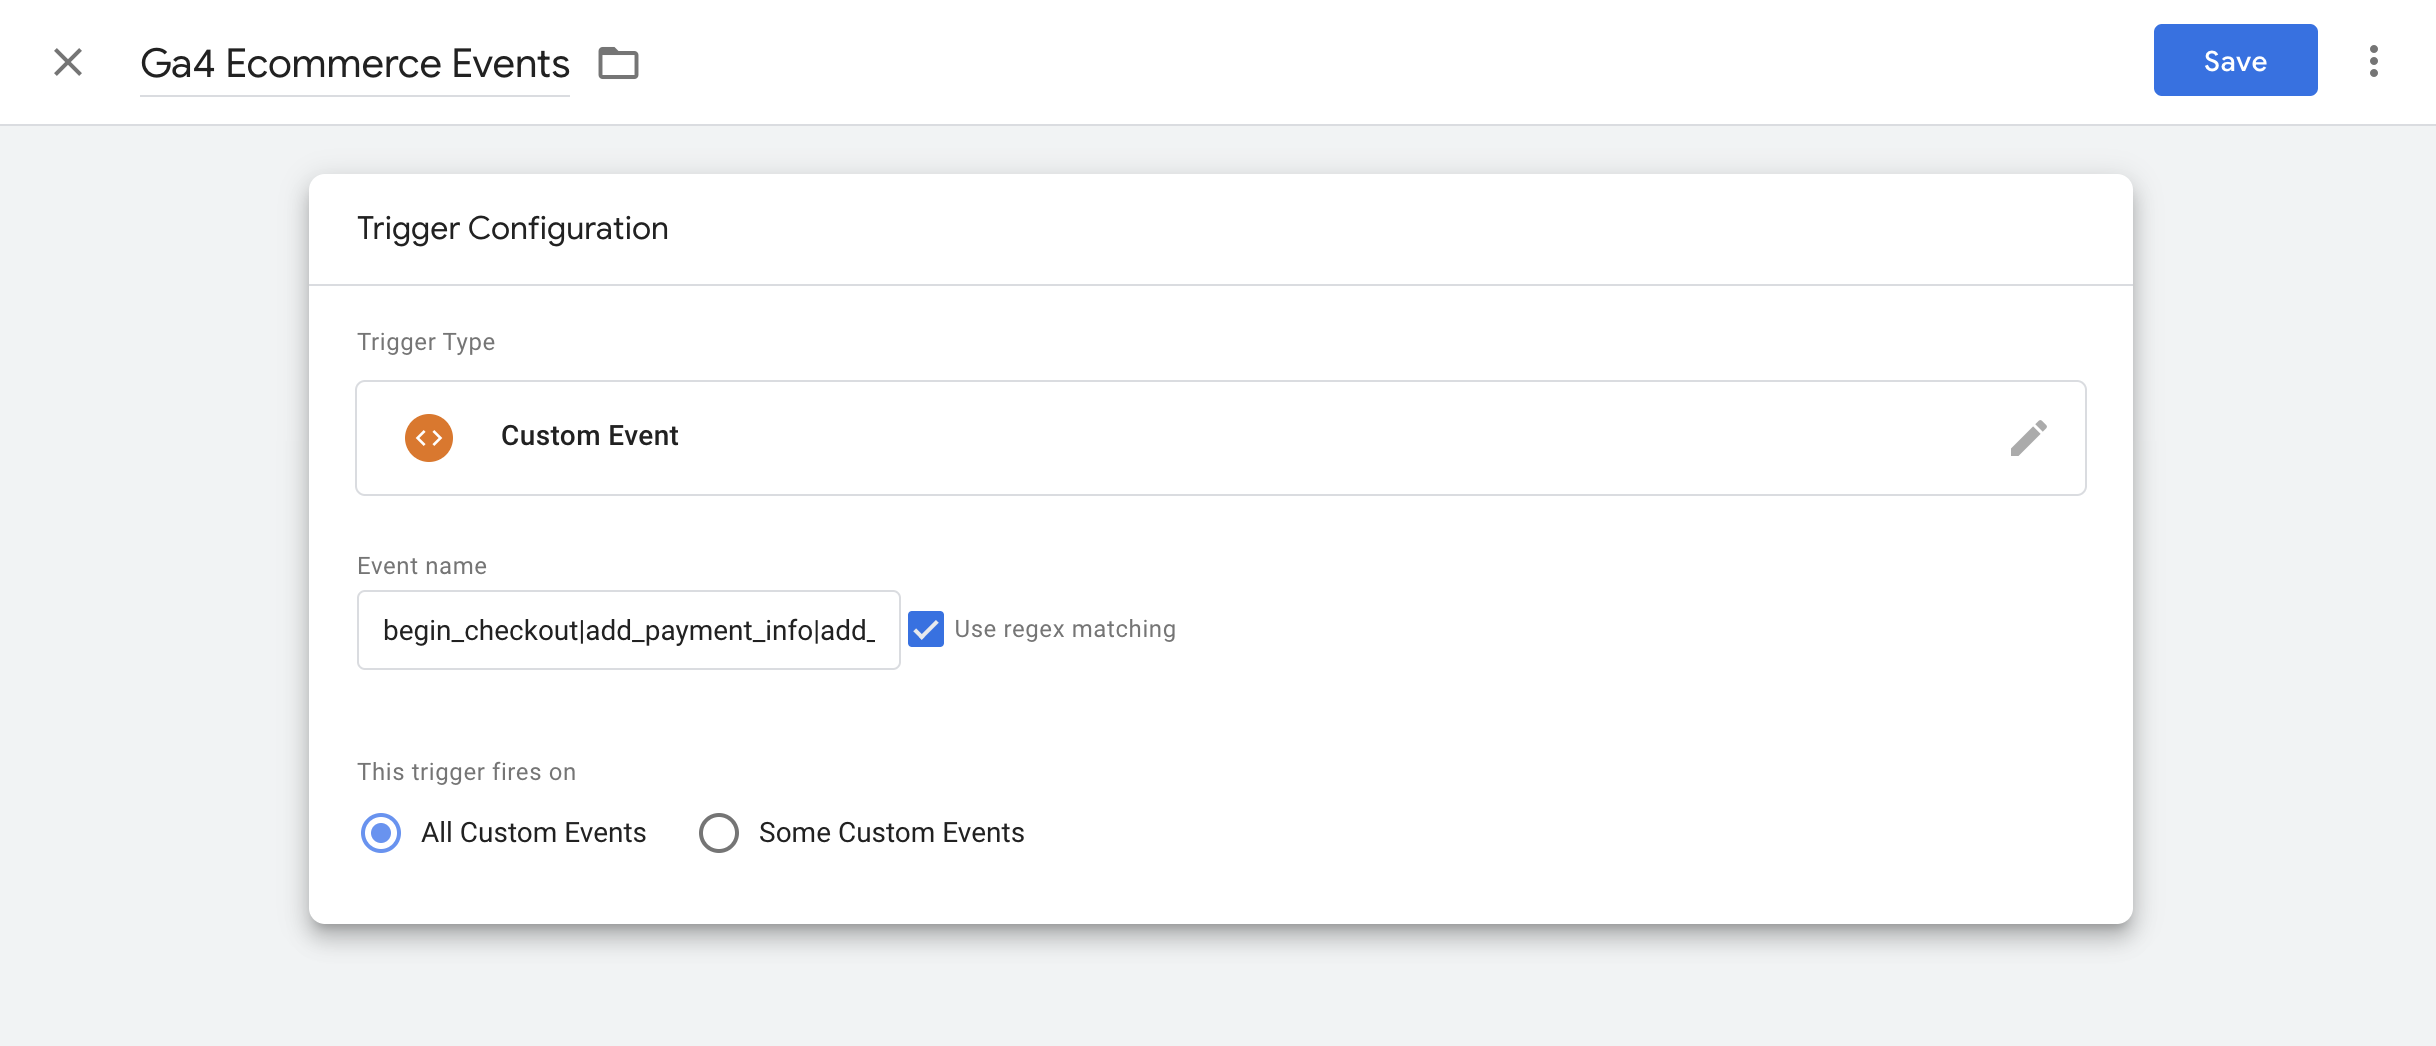 Ga4 Ecommerce Events
Save
Trigger Configuration
Trigger Type
Custom Event
Event name
begin_checkout|add_payment_info|add_
Use regex matching
This trigger fires on
All Custom Events
Some Custom Events